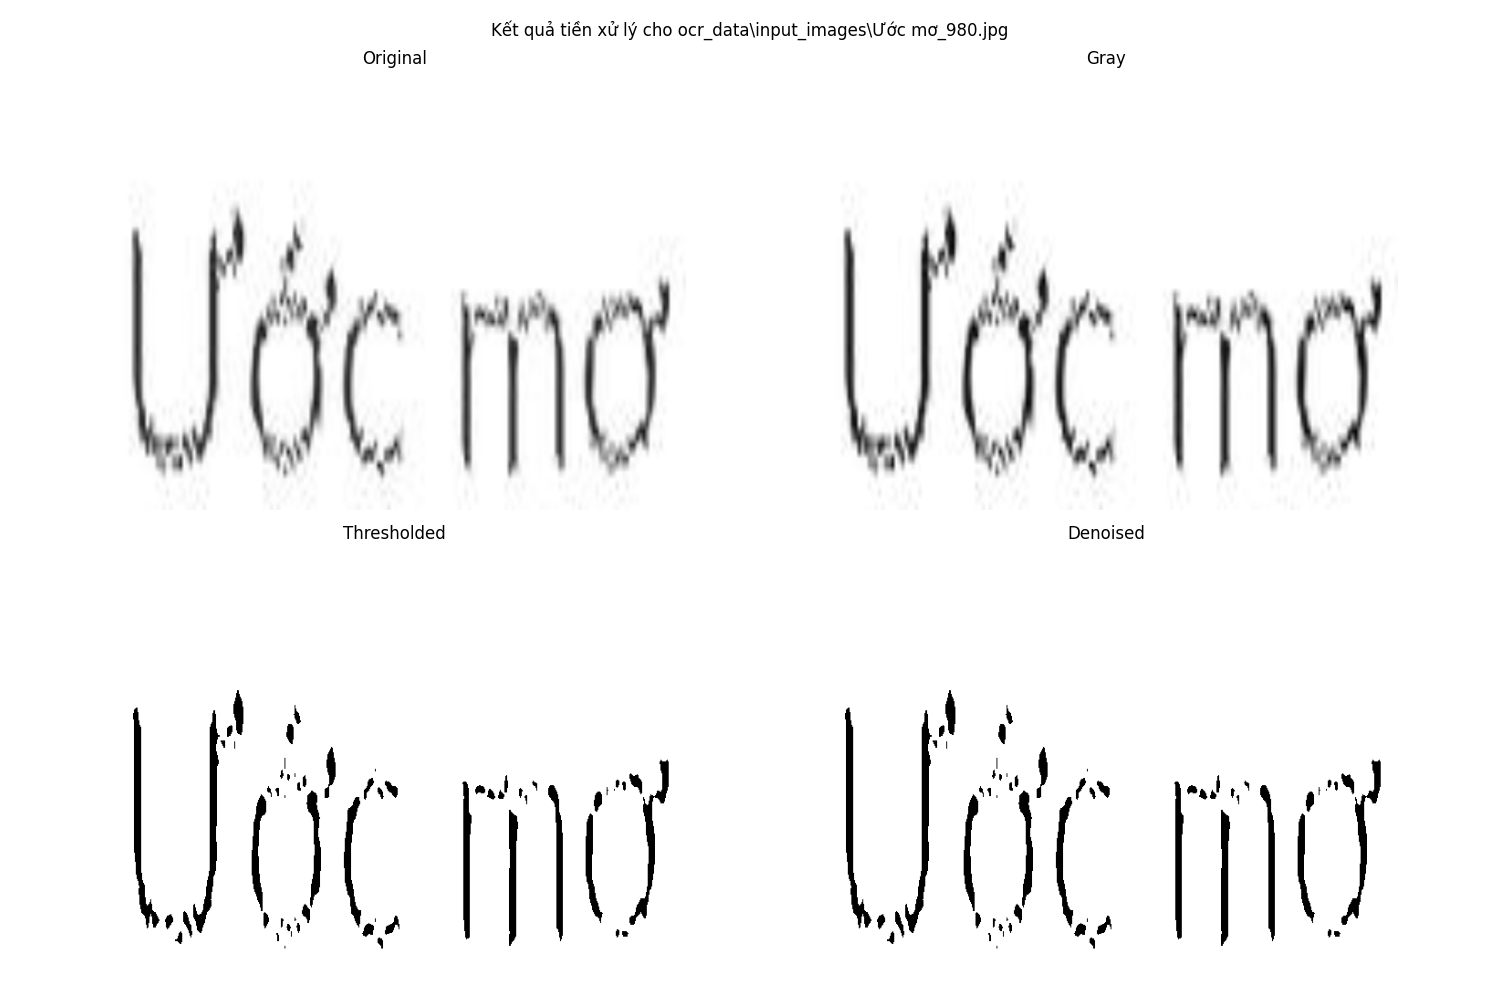 Kết quả tiền xử lý cho ocr_data\input_images\Ước mơ_980.jpg
Original
Gray
Ước mơ
Ước mơ
Thresholded
Denoised
Ước mơ
Ước mơ